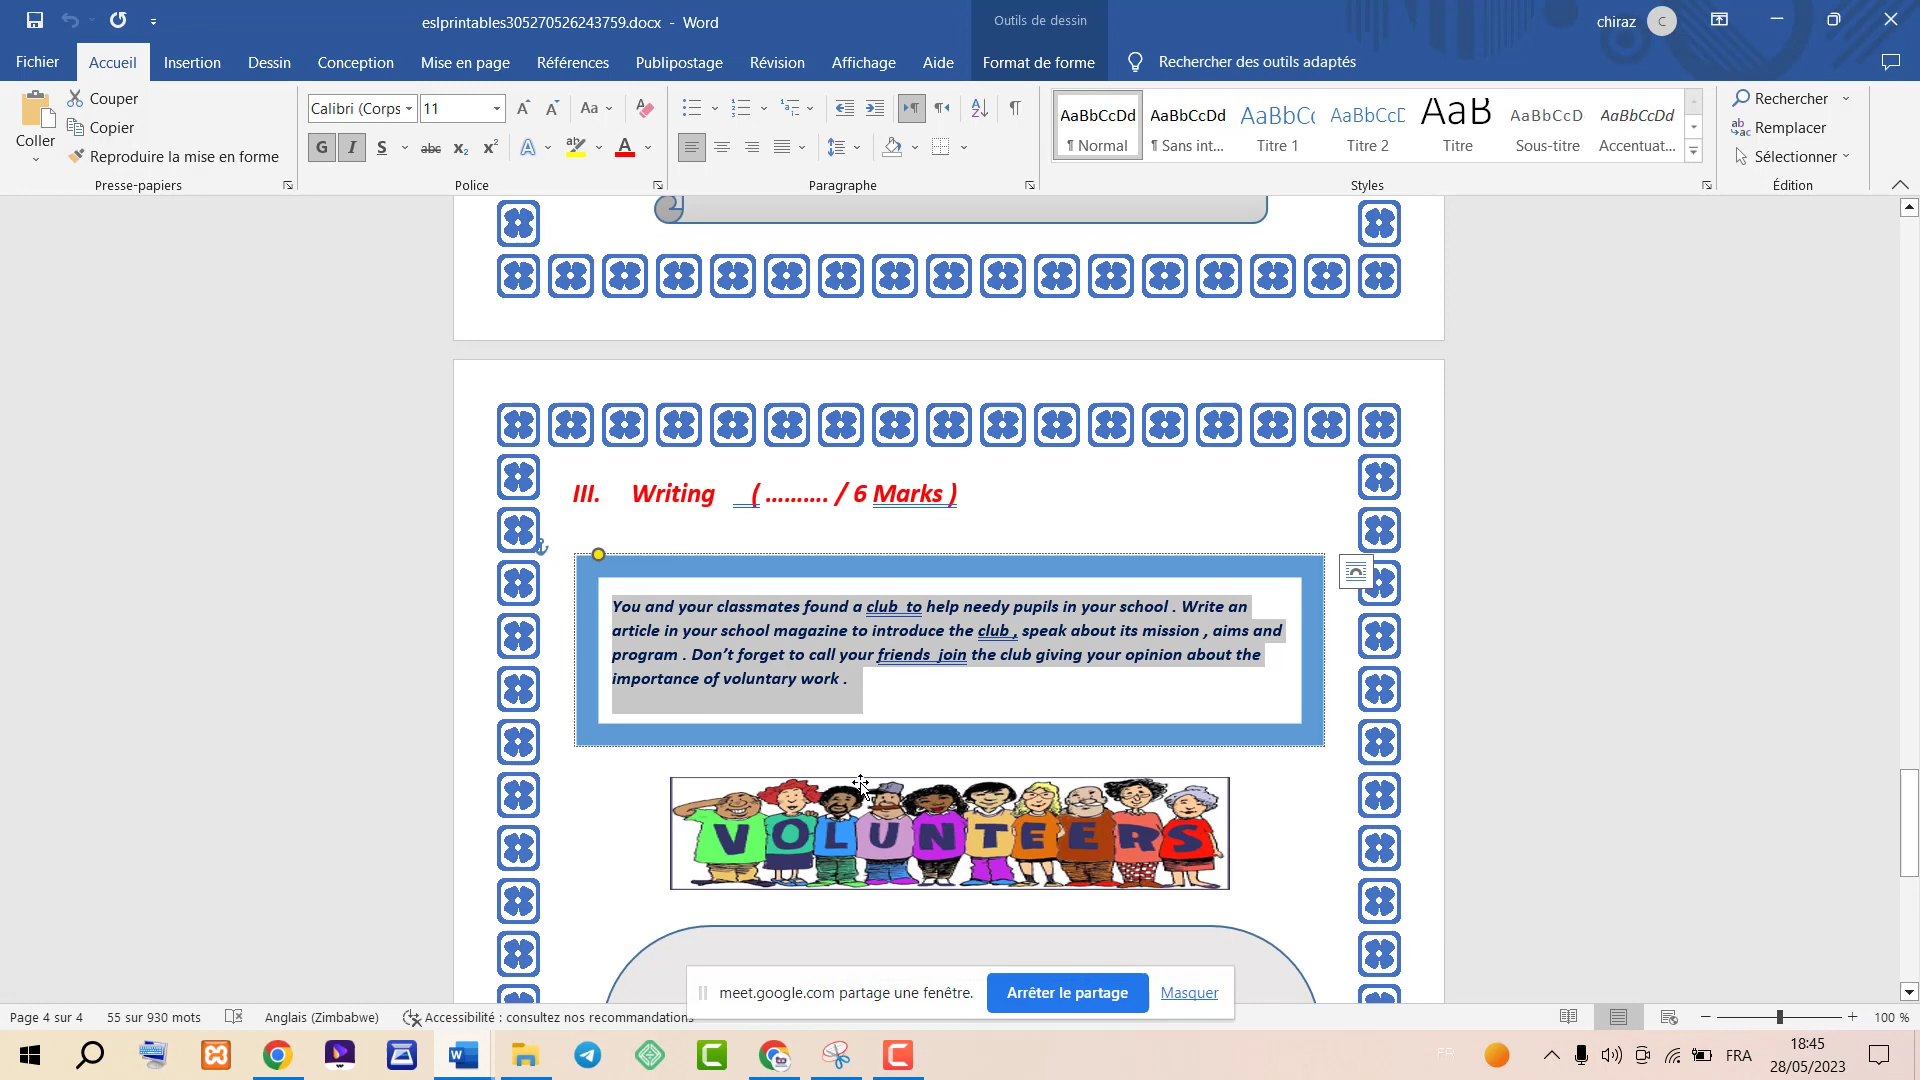 eslprintables305270526243759.docx - Word
Outils de dessin
chiraz
C
Fichier
Accueil
Insertion
Dessin
Conception
Mise en page
Références
Publipostage
Révision
Affichage
Aide
Format de forme
Rechercher des outils adaptés
Coller
Couper
Copier
Reproduire la mise en forme
Presse-papiers
Calibri (Corps
11
Aa
G I S abc x₂ x² A ab A
Police
Paragraphe
AaBbCcDd
¶ Normal
AaBbCcDd
¶ Sans int...
AaBbCc
Titre 1
AaBbCcD
Titre 2
AaB
Titre
AaBbCcD
Sous-titre
AaBbCcDd
Accentuat...
Styles
Rechercher
Remplacer
Sélectionner
Édition
III. Writing ( .......... / 6 Marks )
You and your classmates found a club to help needy pupils in your school . Write an
article in your school magazine to introduce the club , speak about its mission , aims and
program . Don’t forget to call your friends join the club giving your opinion about the
importance of voluntary work .
VOLUNTEERS
meet.google.com partage une fenêtre.
Arrêter le partage
Masquer
Page 4 sur 4
55 sur 930 mots
Anglais (Zimbabwe)
Accessibilité : consultez nos recommandations
100 %
FRA
18:45
28/05/2023